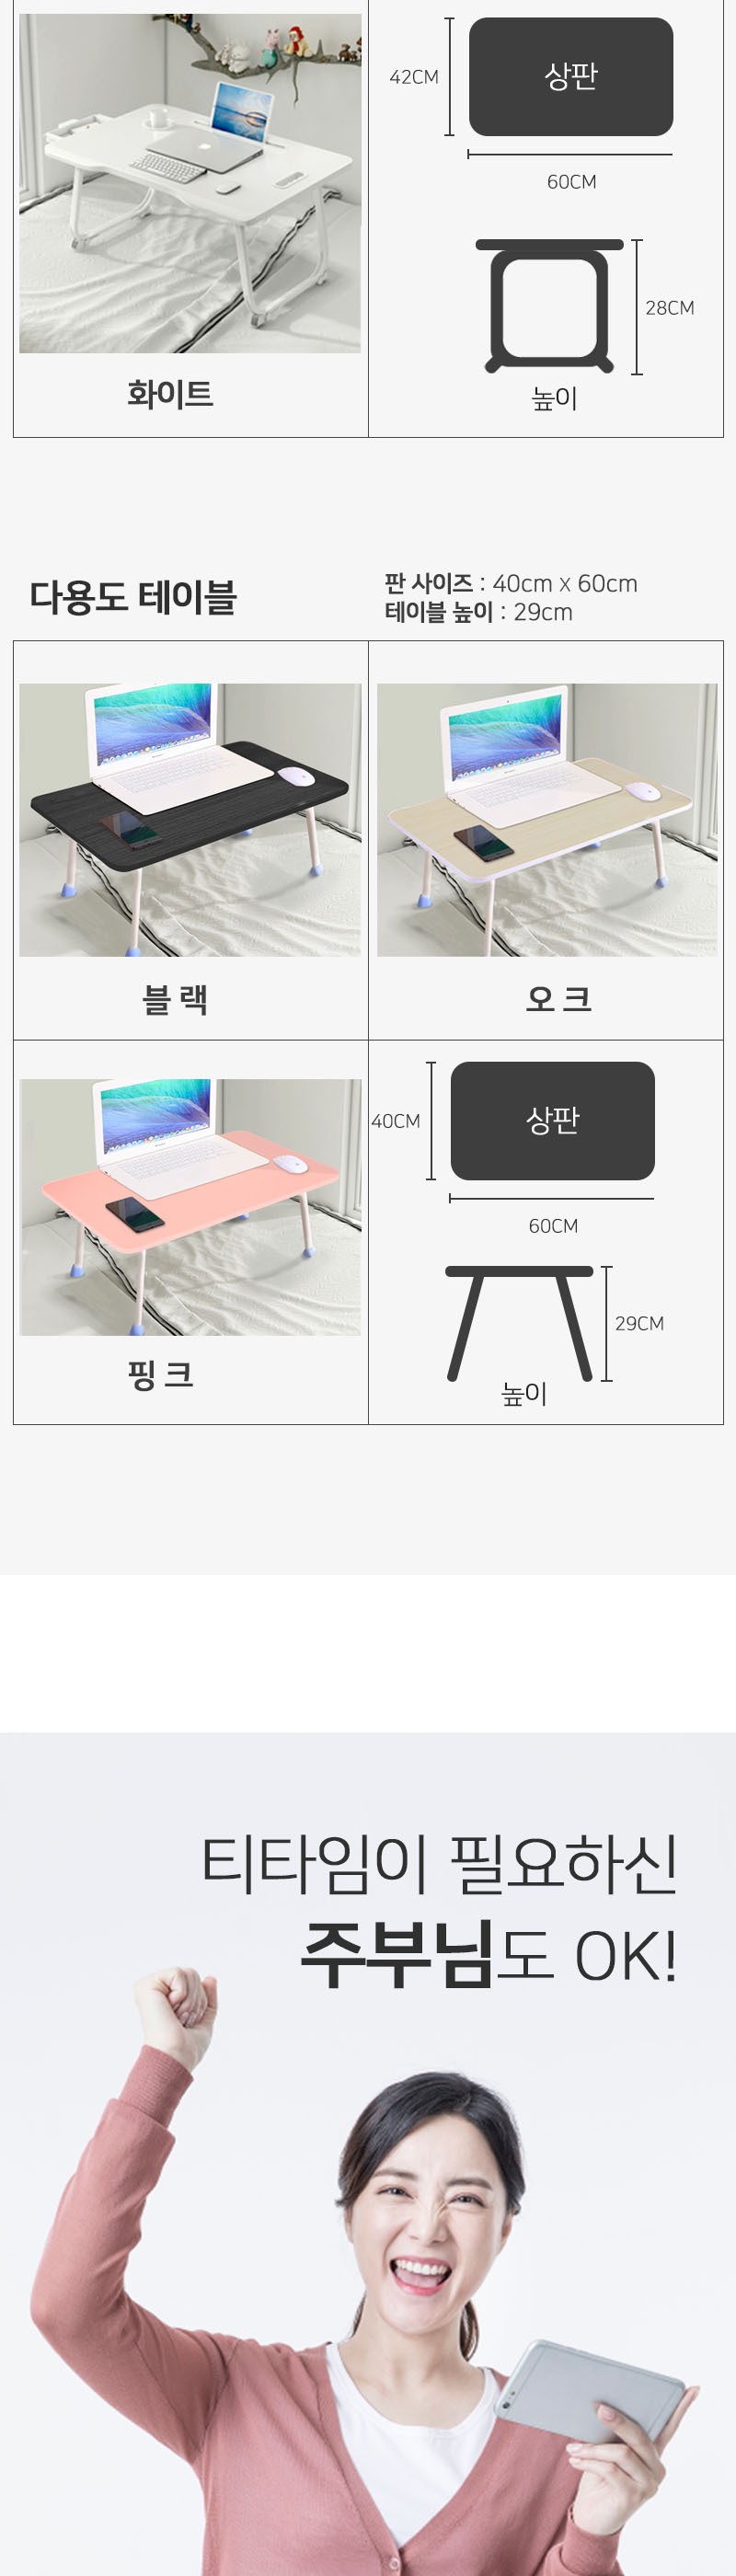 42CM
상판
60CM
28CM
높이
화이트
다용도 테이블
판 사이즈 : 40cm x 60cm
테이블 높이 : 29cm
블 랙
오 크
40CM
상판
60CM
29CM
높이
핑 크
티타임이 필요하신
주부님도 OK!